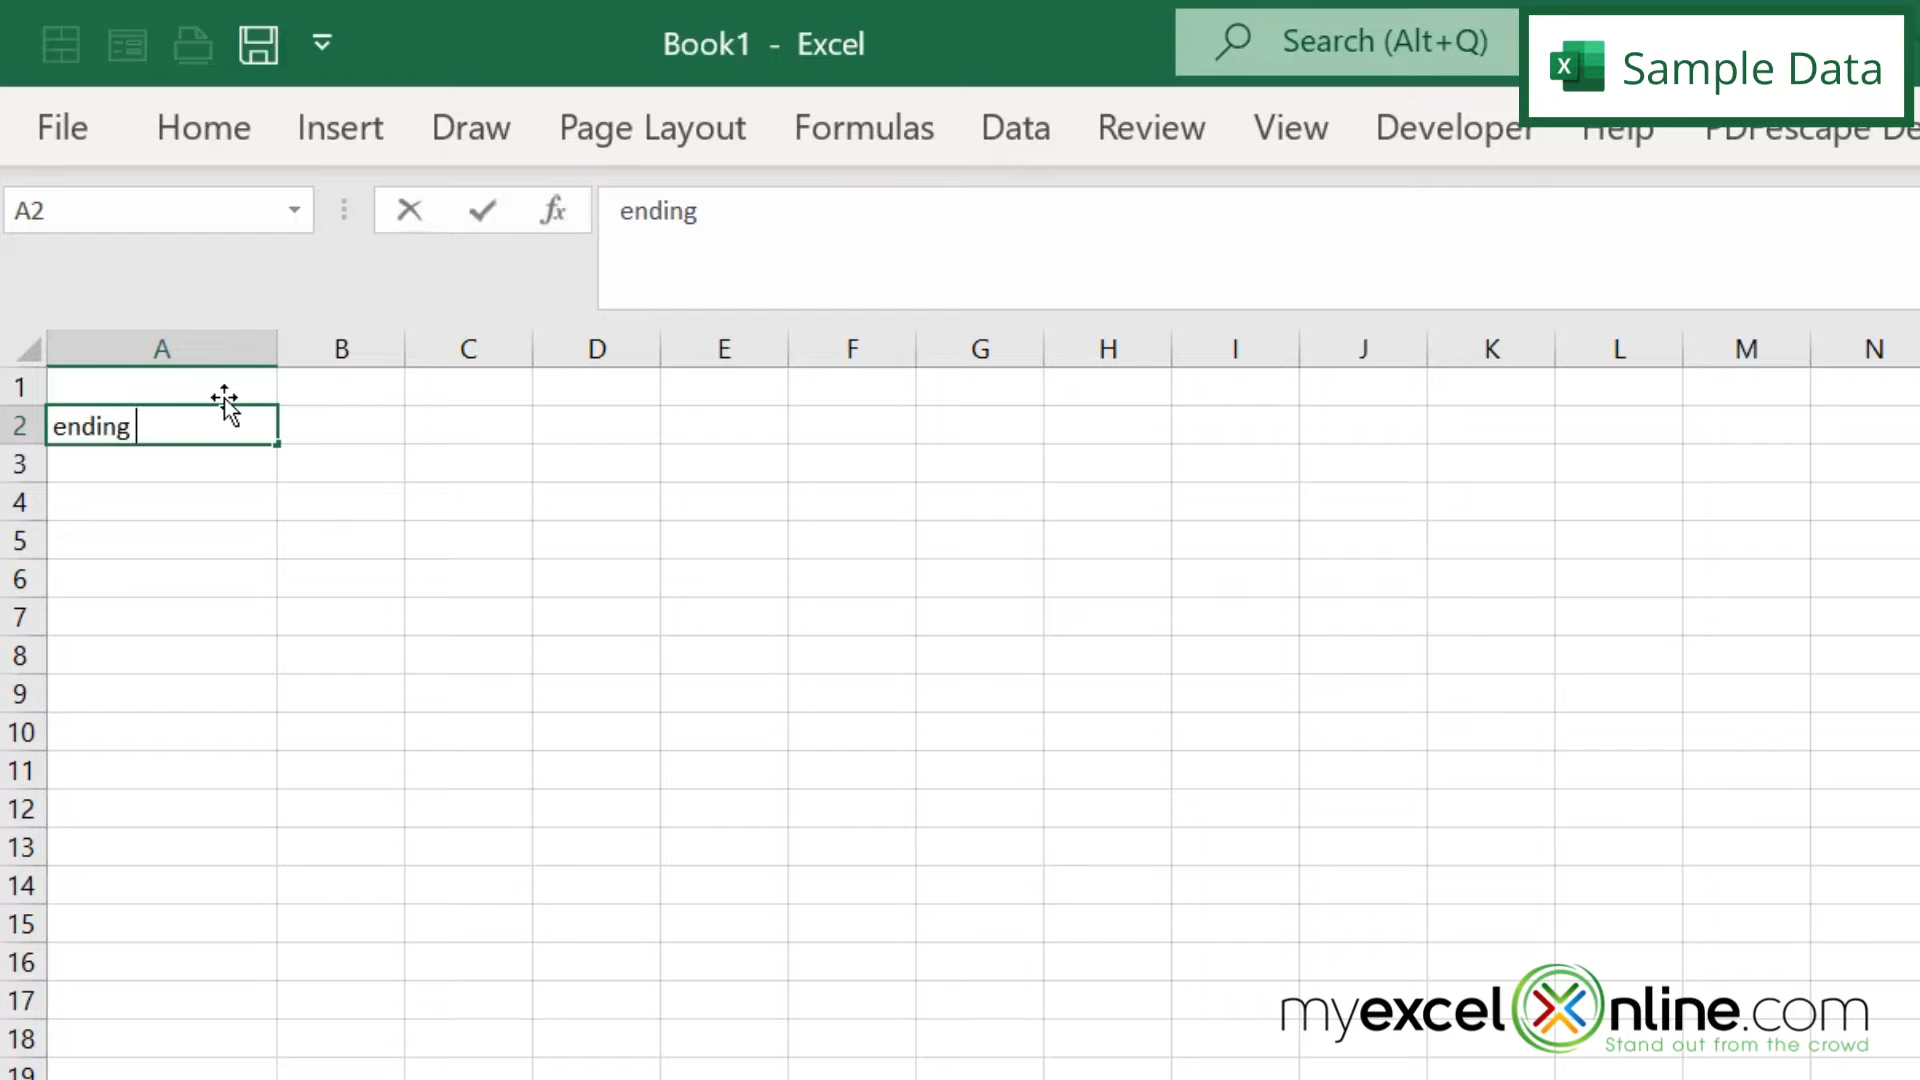 Book1 - Excel
Search (Alt+Q)
X Sample Data
File Home Insert Draw Page Layout Formulas Data Review View Developer Help PDFescape De
A2
fx
ending
A B C D E F G H I J K L M N
1
2 ending
3
4
5
6
7
8
9
10
11
12
13
14
15
16
17
18
19
myexcelonline.com
Stand out from the crowd